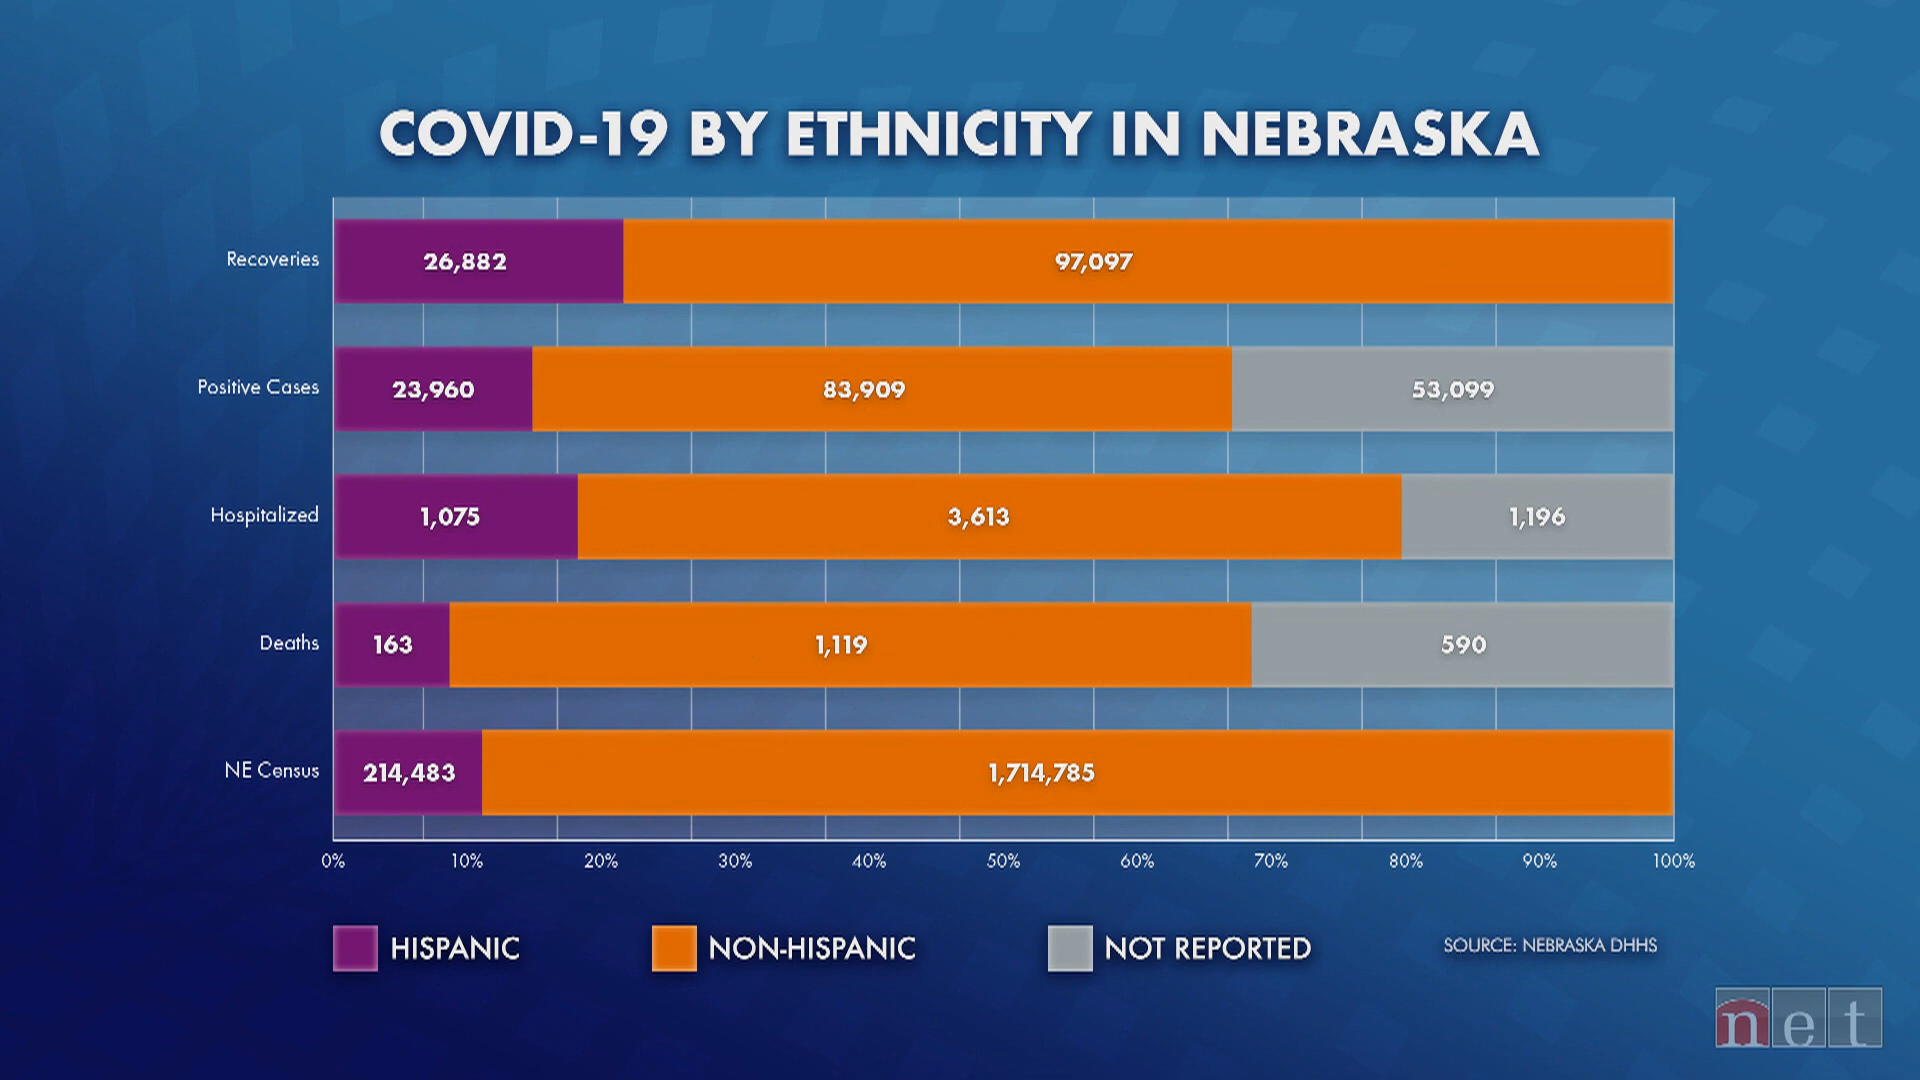 COVID-19 BY ETHNICITY IN NEBRASKA
Recoveries 26,882 97,097
Positive Cases 23,960 83,909 53,099
Hospitalized 1,075 3,613 1,196
Deaths 163 1,119 590
NE Census 214,483 1,714,785
0% 10% 20% 30% 40% 50% 60% 70% 80% 90% 100%
HISPANIC NON-HISPANIC NOT REPORTED SOURCE: NEBRASKA DHHS
net